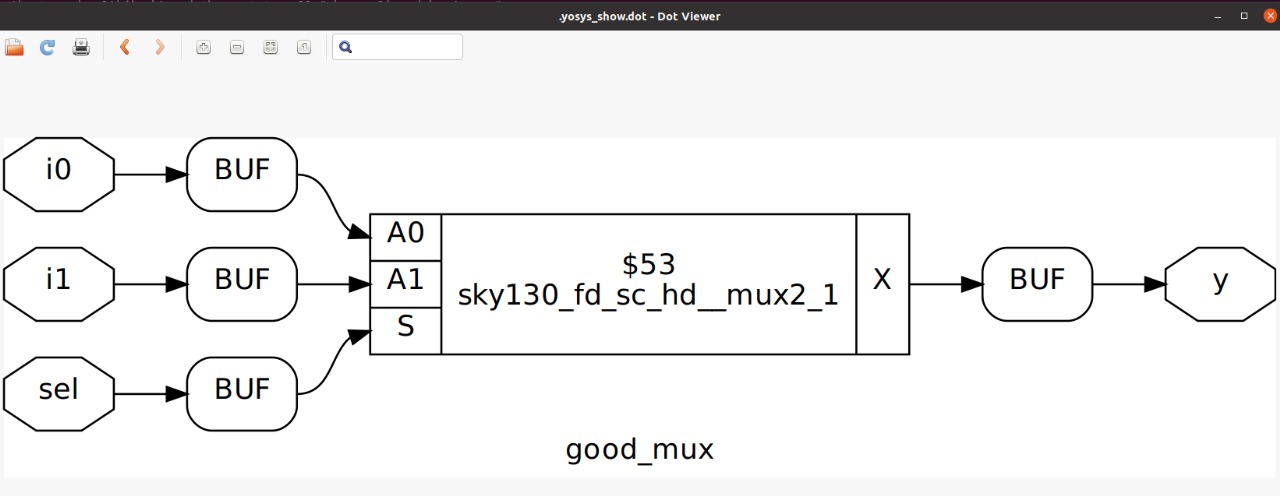 .yosys_show.dot - Dot Viewer
i0
BUF
A0
i1
BUF
A1
$53
sky130_fd_sc_hd__mux2_1
X
BUF
y
S
sel
BUF
good_mux